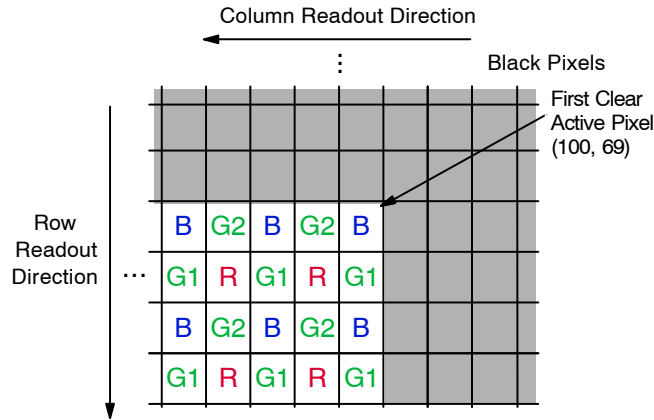 Column Readout Direction
⋮
Black Pixels
First Clear
Active Pixel
(100, 69)
Row
Readout
Direction
B G2 B G2 B
... G1 R G1 R G1
B G2 B G2 B
G1 R G1 R G1